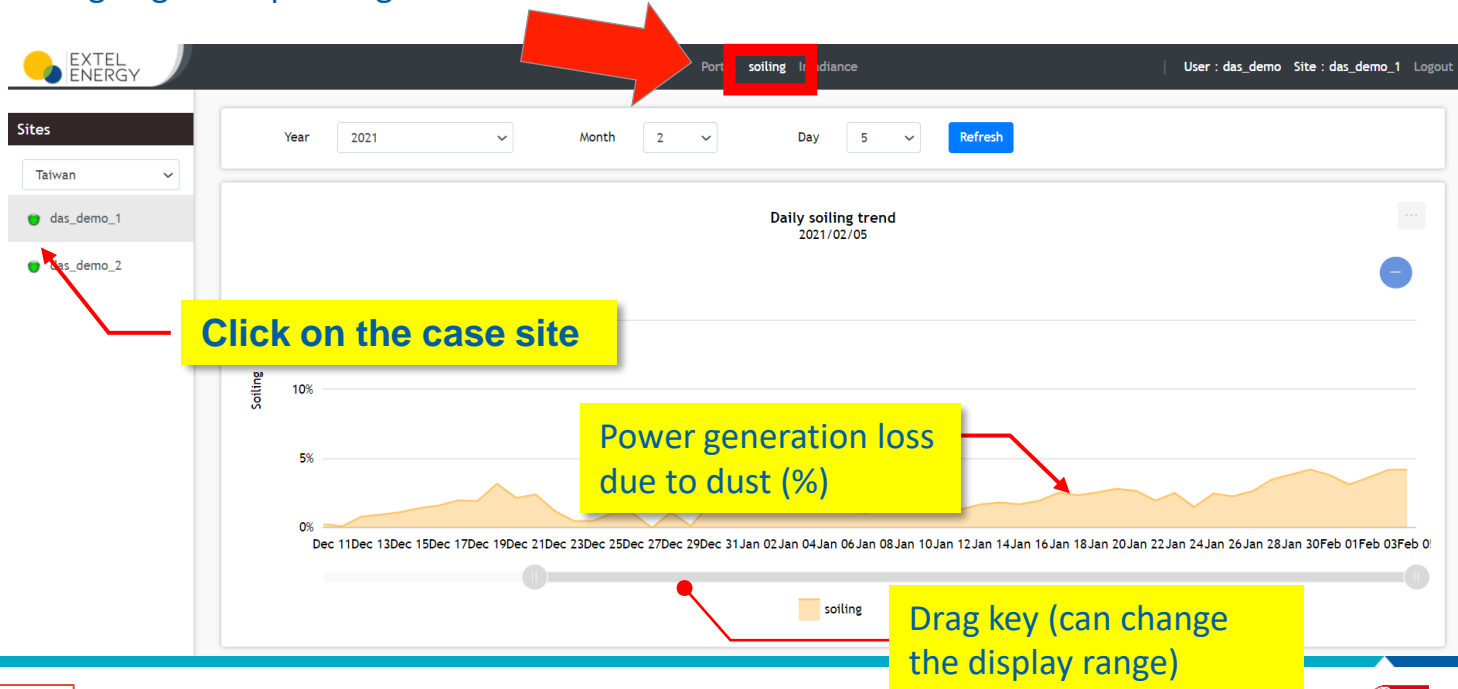 EXTEL
ENERGY
soiling
User : das_demo Site : das_demo_1 Logout
Sites
Year 2021 Month 2 Day 5 Refresh
Taiwan
das_demo_1
das_demo_2
Daily soiling trend
2021/02/05
Click on the case site
Soiling
10%
5%
0%
Power generation loss
due to dust (%)
Dec 11Dec 13Dec 15Dec 17Dec 19Dec 21Dec 23Dec 25Dec 27Dec 29Dec 31Jan 02Jan 04Jan 06Jan 08Jan 10Jan 12Jan 14Jan 16Jan 18Jan 20Jan 22Jan 24Jan 26Jan 28Jan 30Feb 01Feb 03Feb
soiling
Drag key (can change
the display range)